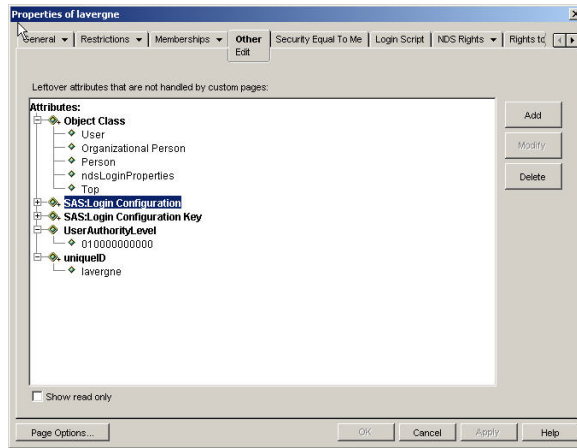 Properties of lavergne
General Restrictions Memberships Other Security Equal To Me Login Script NDS Rights Rights to
Edit
Leftover attributes that are not handled by custom pages:
Attributes:
Object Class
User
Organizational Person
Person
ndsLoginProperties
Top
SAS:Login Configuration
SAS:Login Configuration Key
UserAuthorityLevel
010000000000
uniqueID
lavergne
Add
Modify
Delete
Show read only
Page Options... OK Cancel Apply Help